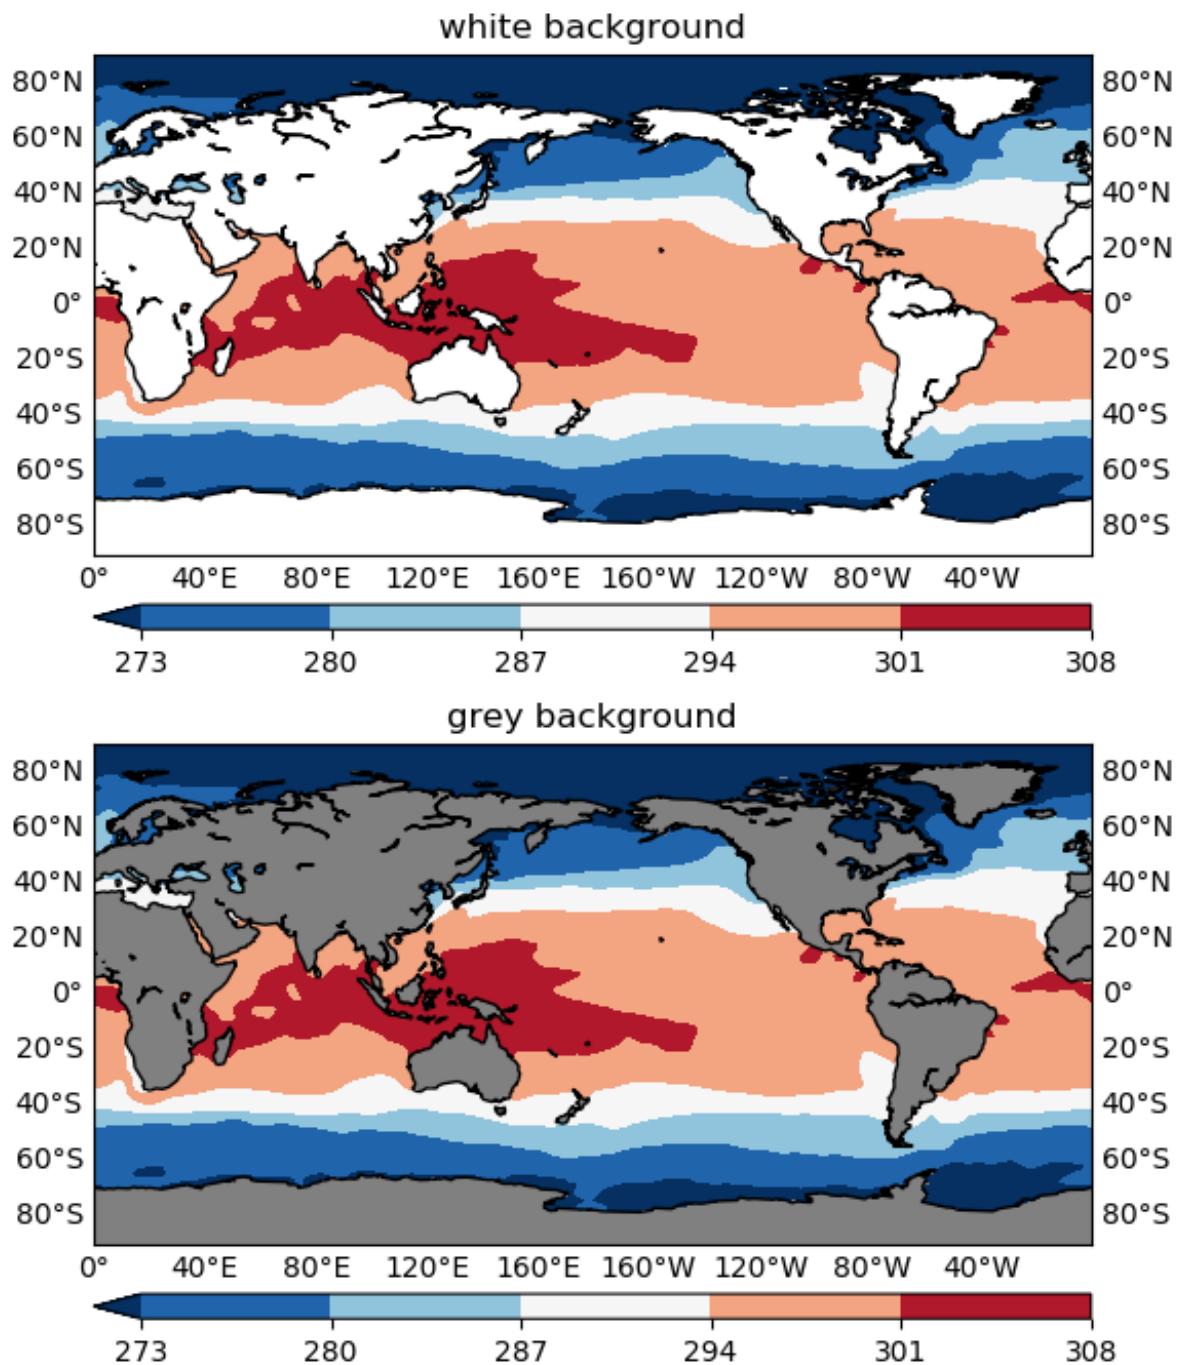 white background
80°N 80°N
60°N 60°N
40°N 40°N
20°N 20°N
0° 0°
20°S 20°S
40°S 40°S
60°S 60°S
80°S 80°S
0° 40°E 80°E 120°E 160°E 160°W 120°W 80°W 40°W
273 280 287 294 301 308
grey background
80°N 80°N
60°N 60°N
40°N 40°N
20°N 20°N
0° 0°
20°S 20°S
40°S 40°S
60°S 60°S
80°S 80°S
0° 40°E 80°E 120°E 160°E 160°W 120°W 80°W 40°W
273 280 287 294 301 308